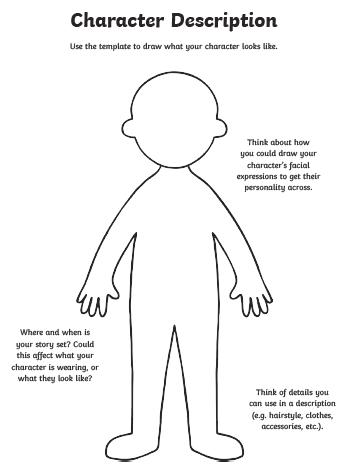 Character Description
Use the template to draw what your character looks like.
Think about how
you could draw your
character's facial
expressions to get their
personality across.
Where and when is
your story set? Could
this affect what your
character is wearing, or
what they look like?
Think of details you
can use in a description
(e.g. hairstyle, clothes,
accessories, etc.).